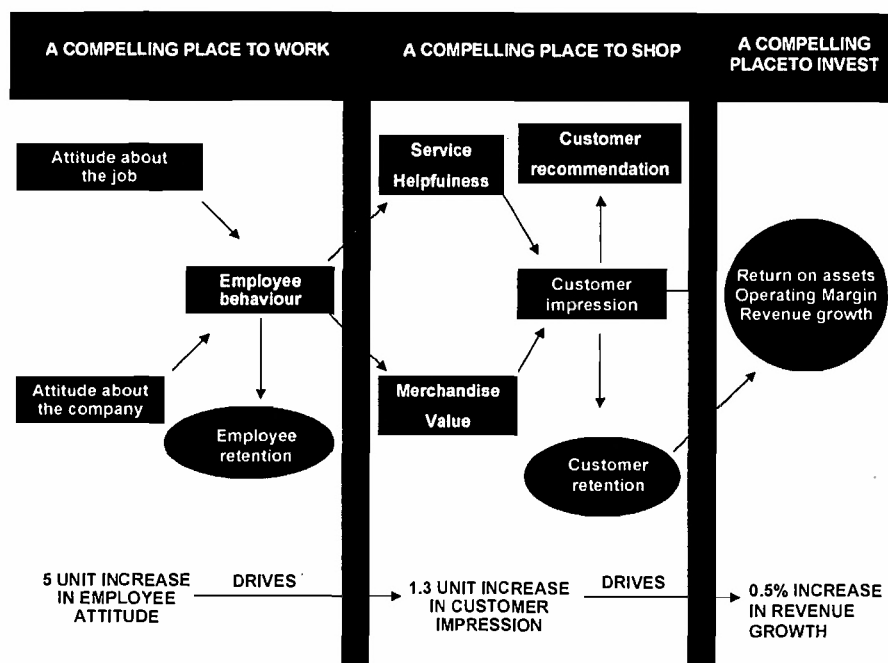 A COMPELLING PLACE TO WORK
A COMPELLING PLACE TO SHOP
A COMPELLING
PLACETO INVEST
Attitude about
the job
Employee
behaviour
Attitude about
the company
Employee
retention
Service
Helpfulness
Customer
recommendation
Customer
impression
Merchandise
Value
Customer
retention
Return on assets
Operating Margin
Revenue growth
5 UNIT INCREASE
IN EMPLOYEE
ATTITUDE
DRIVES
1.3 UNIT INCREASE
IN CUSTOMER
IMPRESSION
DRIVES
0.5% INCREASE
IN REVENUE
GROWTH